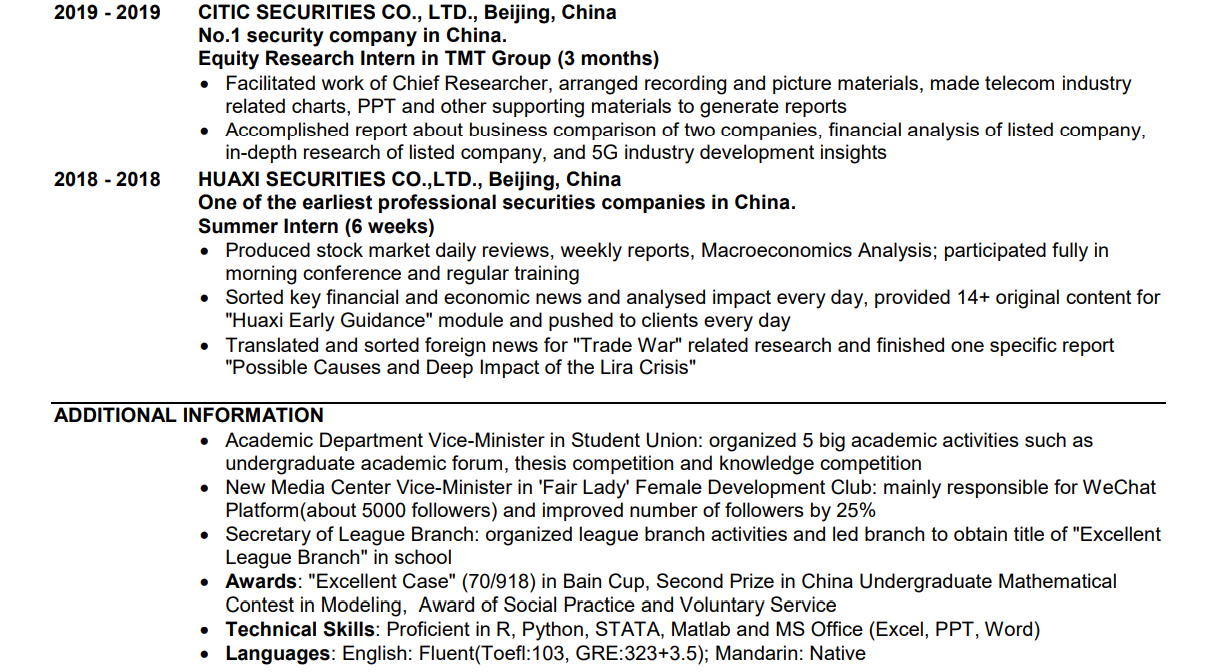 2019 - 2019 CITIC SECURITIES CO., LTD., Beijing, China
No.1 security company in China.
Equity Research Intern in TMT Group (3 months)
• Facilitated work of Chief Researcher, arranged recording and picture materials, made telecom industry
related charts, PPT and other supporting materials to generate reports
• Accomplished report about business comparison of two companies, financial analysis of listed company,
in-depth research of listed company, and 5G industry development insights
2018 - 2018 HUAXI SECURITIES CO.,LTD., Beijing, China
One of the earliest professional securities companies in China.
Summer Intern (6 weeks)
• Produced stock market daily reviews, weekly reports, Macroeconomics Analysis; participated fully in
morning conference and regular training
• Sorted key financial and economic news and analysed impact every day, provided 14+ original content for
"Huaxi Early Guidance" module and pushed to clients every day
• Translated and sorted foreign news for "Trade War" related research and finished one specific report
"Possible Causes and Deep Impact of the Lira Crisis"
ADDITIONAL INFORMATION
• Academic Department Vice-Minister in Student Union: organized 5 big academic activities such as
undergraduate academic forum, thesis competition and knowledge competition
• New Media Center Vice-Minister in 'Fair Lady' Female Development Club: mainly responsible for WeChat
Platform(about 5000 followers) and improved number of followers by 25%
• Secretary of League Branch: organized league branch activities and led branch to obtain title of "Excellent
League Branch" in school
• Awards: "Excellent Case" (70/918) in Bain Cup, Second Prize in China Undergraduate Mathematical
Contest in Modeling, Award of Social Practice and Voluntary Service
• Technical Skills: Proficient in R, Python, STATA, Matlab and MS Office (Excel, PPT, Word)
• Languages: English: Fluent(Toefl:103, GRE:323+3.5); Mandarin: Native